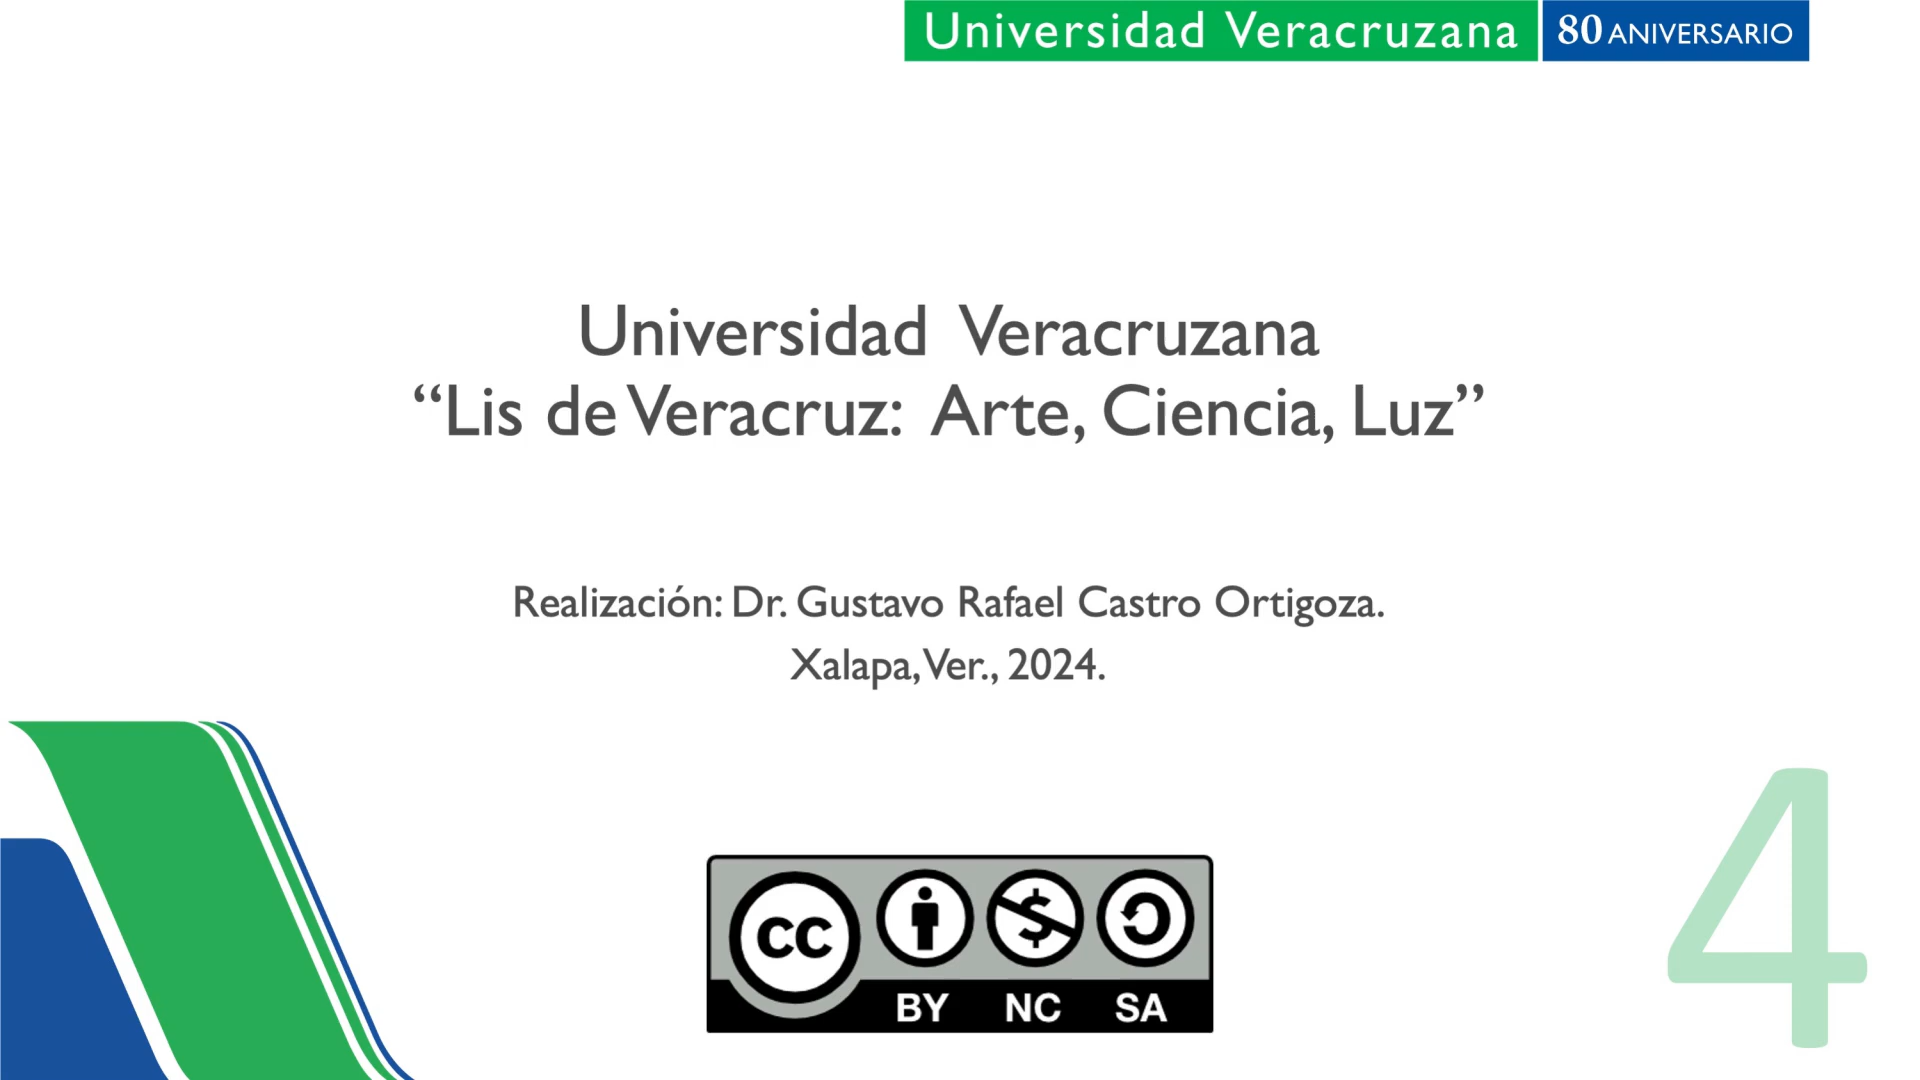 Universidad Veracruzana 80 ANIVERSARIO
Universidad Veracruzana
“Lis de Veracruz: Arte, Ciencia, Luz”
Realización: Dr. Gustavo Rafael Castro Ortigoza.
Xalapa, Ver., 2024.
4
cc
BY NC SA